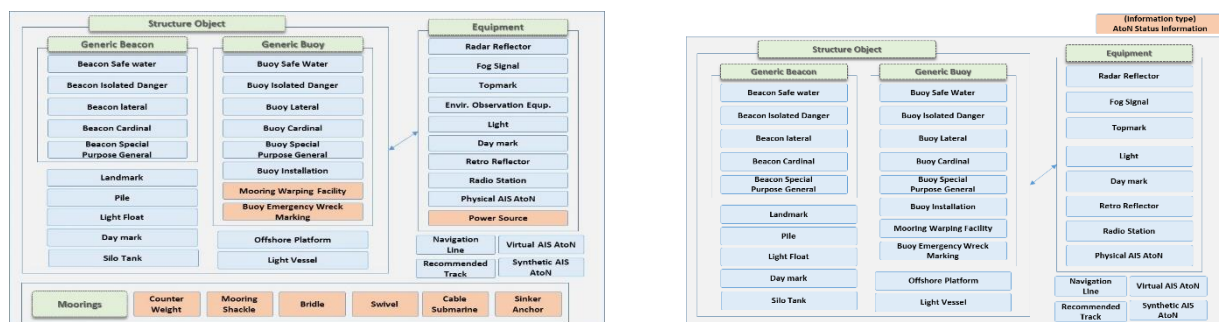 Structure Object
Generic Beacon
Beacon Safe water
Beacon Isolated Danger
Beacon lateral
Beacon Cardinal
Beacon Special
Purpose General
Landmark
Pile
Light Float
Day mark
Silo Tank
Generic Buoy
Buoy Safe Water
Buoy Isolated Danger
Buoy Lateral
Buoy Cardinal
Buoy Special
Purpose General
Buoy Installation
Mooring Warping Facility
Buoy Emergency Wreck
Marking
Offshore Platform
Light Vessel
Equipment
Radar Reflector
Fog Signal
Topmark
Envir. Observation Equp.
Light
Day mark
Retro Reflector
Radio Station
Physical AIS AtoN
Power Source
Navigation
Line
Virtual AIS AtoN
Recommended
Track
Synthetic AIS
AtoN
Moorings
Counter
Weight
Mooring
Shackle
Bridle
Swivel
Cable
Submarine
Sinker
Anchor
(Information type)
AtoN Status Information
Structure Object
Generic Beacon
Beacon Safe water
Beacon Isolated Danger
Beacon lateral
Beacon Cardinal
Beacon Special
Purpose General
Landmark
Pile
Light Float
Day mark
Silo Tank
Generic Buoy
Buoy Safe Water
Buoy Isolated Danger
Buoy Lateral
Buoy Cardinal
Buoy Special
Purpose General
Buoy Installation
Mooring Warping Facility
Buoy Emergency Wreck
Marking
Offshore Platform
Light Vessel
Equipment
Radar Reflector
Fog Signal
Topmark
Light
Day mark
Retro Reflector
Radio Station
Physical AIS AtoN
Navigation
Line
Virtual AIS AtoN
Recommended
Track
Synthetic AIS
AtoN